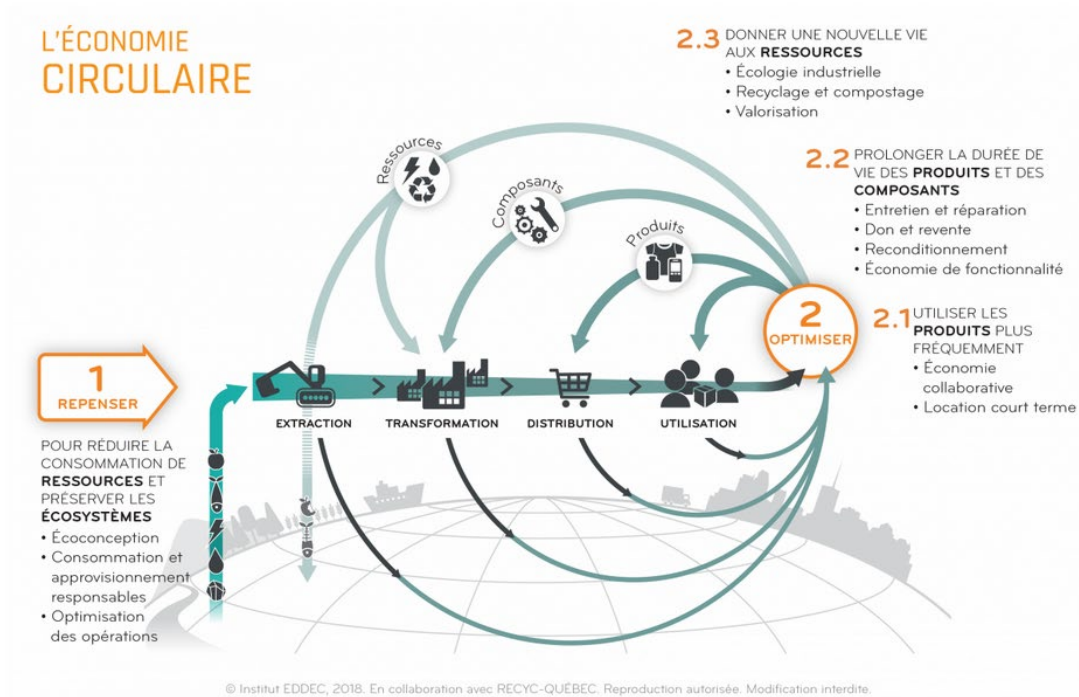 L'ÉCONOMIE
CIRCULAIRE
2.3 DONNER UNE NOUVELLE VIE
AUX RESSOURCES
• Écologie industrielle
• Recyclage et compostage
• Valorisation
2.2 PROLONGER LA DURÉE DE
VIE DES PRODUITS ET DES
COMPOSANTS
• Entretien et réparation
• Don et revente
• Reconditionnement
• Économie de fonctionnalité
Ressources
Composants
Produits
2
OPTIMISER
2.1 UTILISER LES
PRODUITS PLUS
FRÉQUEMMENT
• Économie
collaborative
• Location court terme
1
REPENSER
EXTRACTION
TRANSFORMATION
DISTRIBUTION
UTILISATION
POUR RÉDUIRE LA
CONSOMMATION DE
RESSOURCES ET
PRÉSERVER LES
ÉCOSYSTÈMES
• Écoconception
• Consommation et
approvisionnement
responsables
• Optimisation
des opérations
© Institut EDDEC, 2018. En collaboration avec RECYC-QUÉBEC. Reproduction autorisée. Modification interdite.